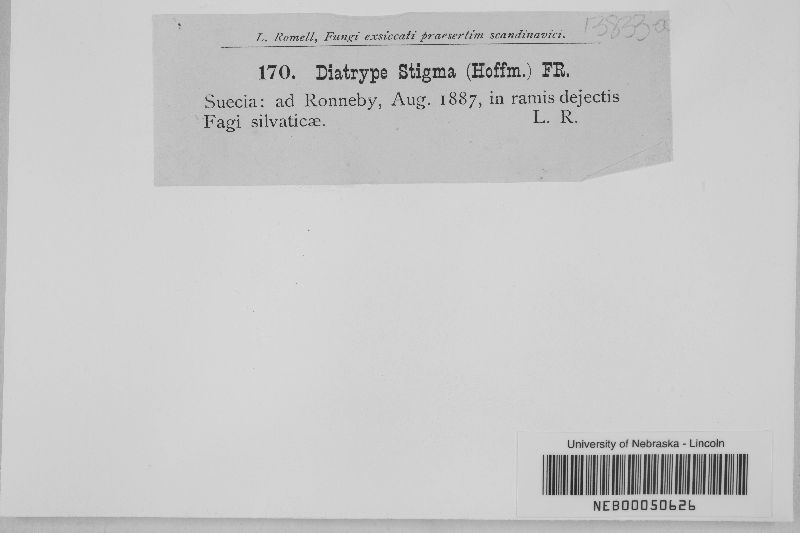 13833-a
L. Romell, Fungi exsiccati praesertim scandinavici.
170. Diatrype Stigma (Hoffm.) FR.
Suecia: ad Ronneby, Aug. 1887, in ramis dejectis
Fagi silvaticæ. L. R.
University of Nebraska - Lincoln
NEB00050626